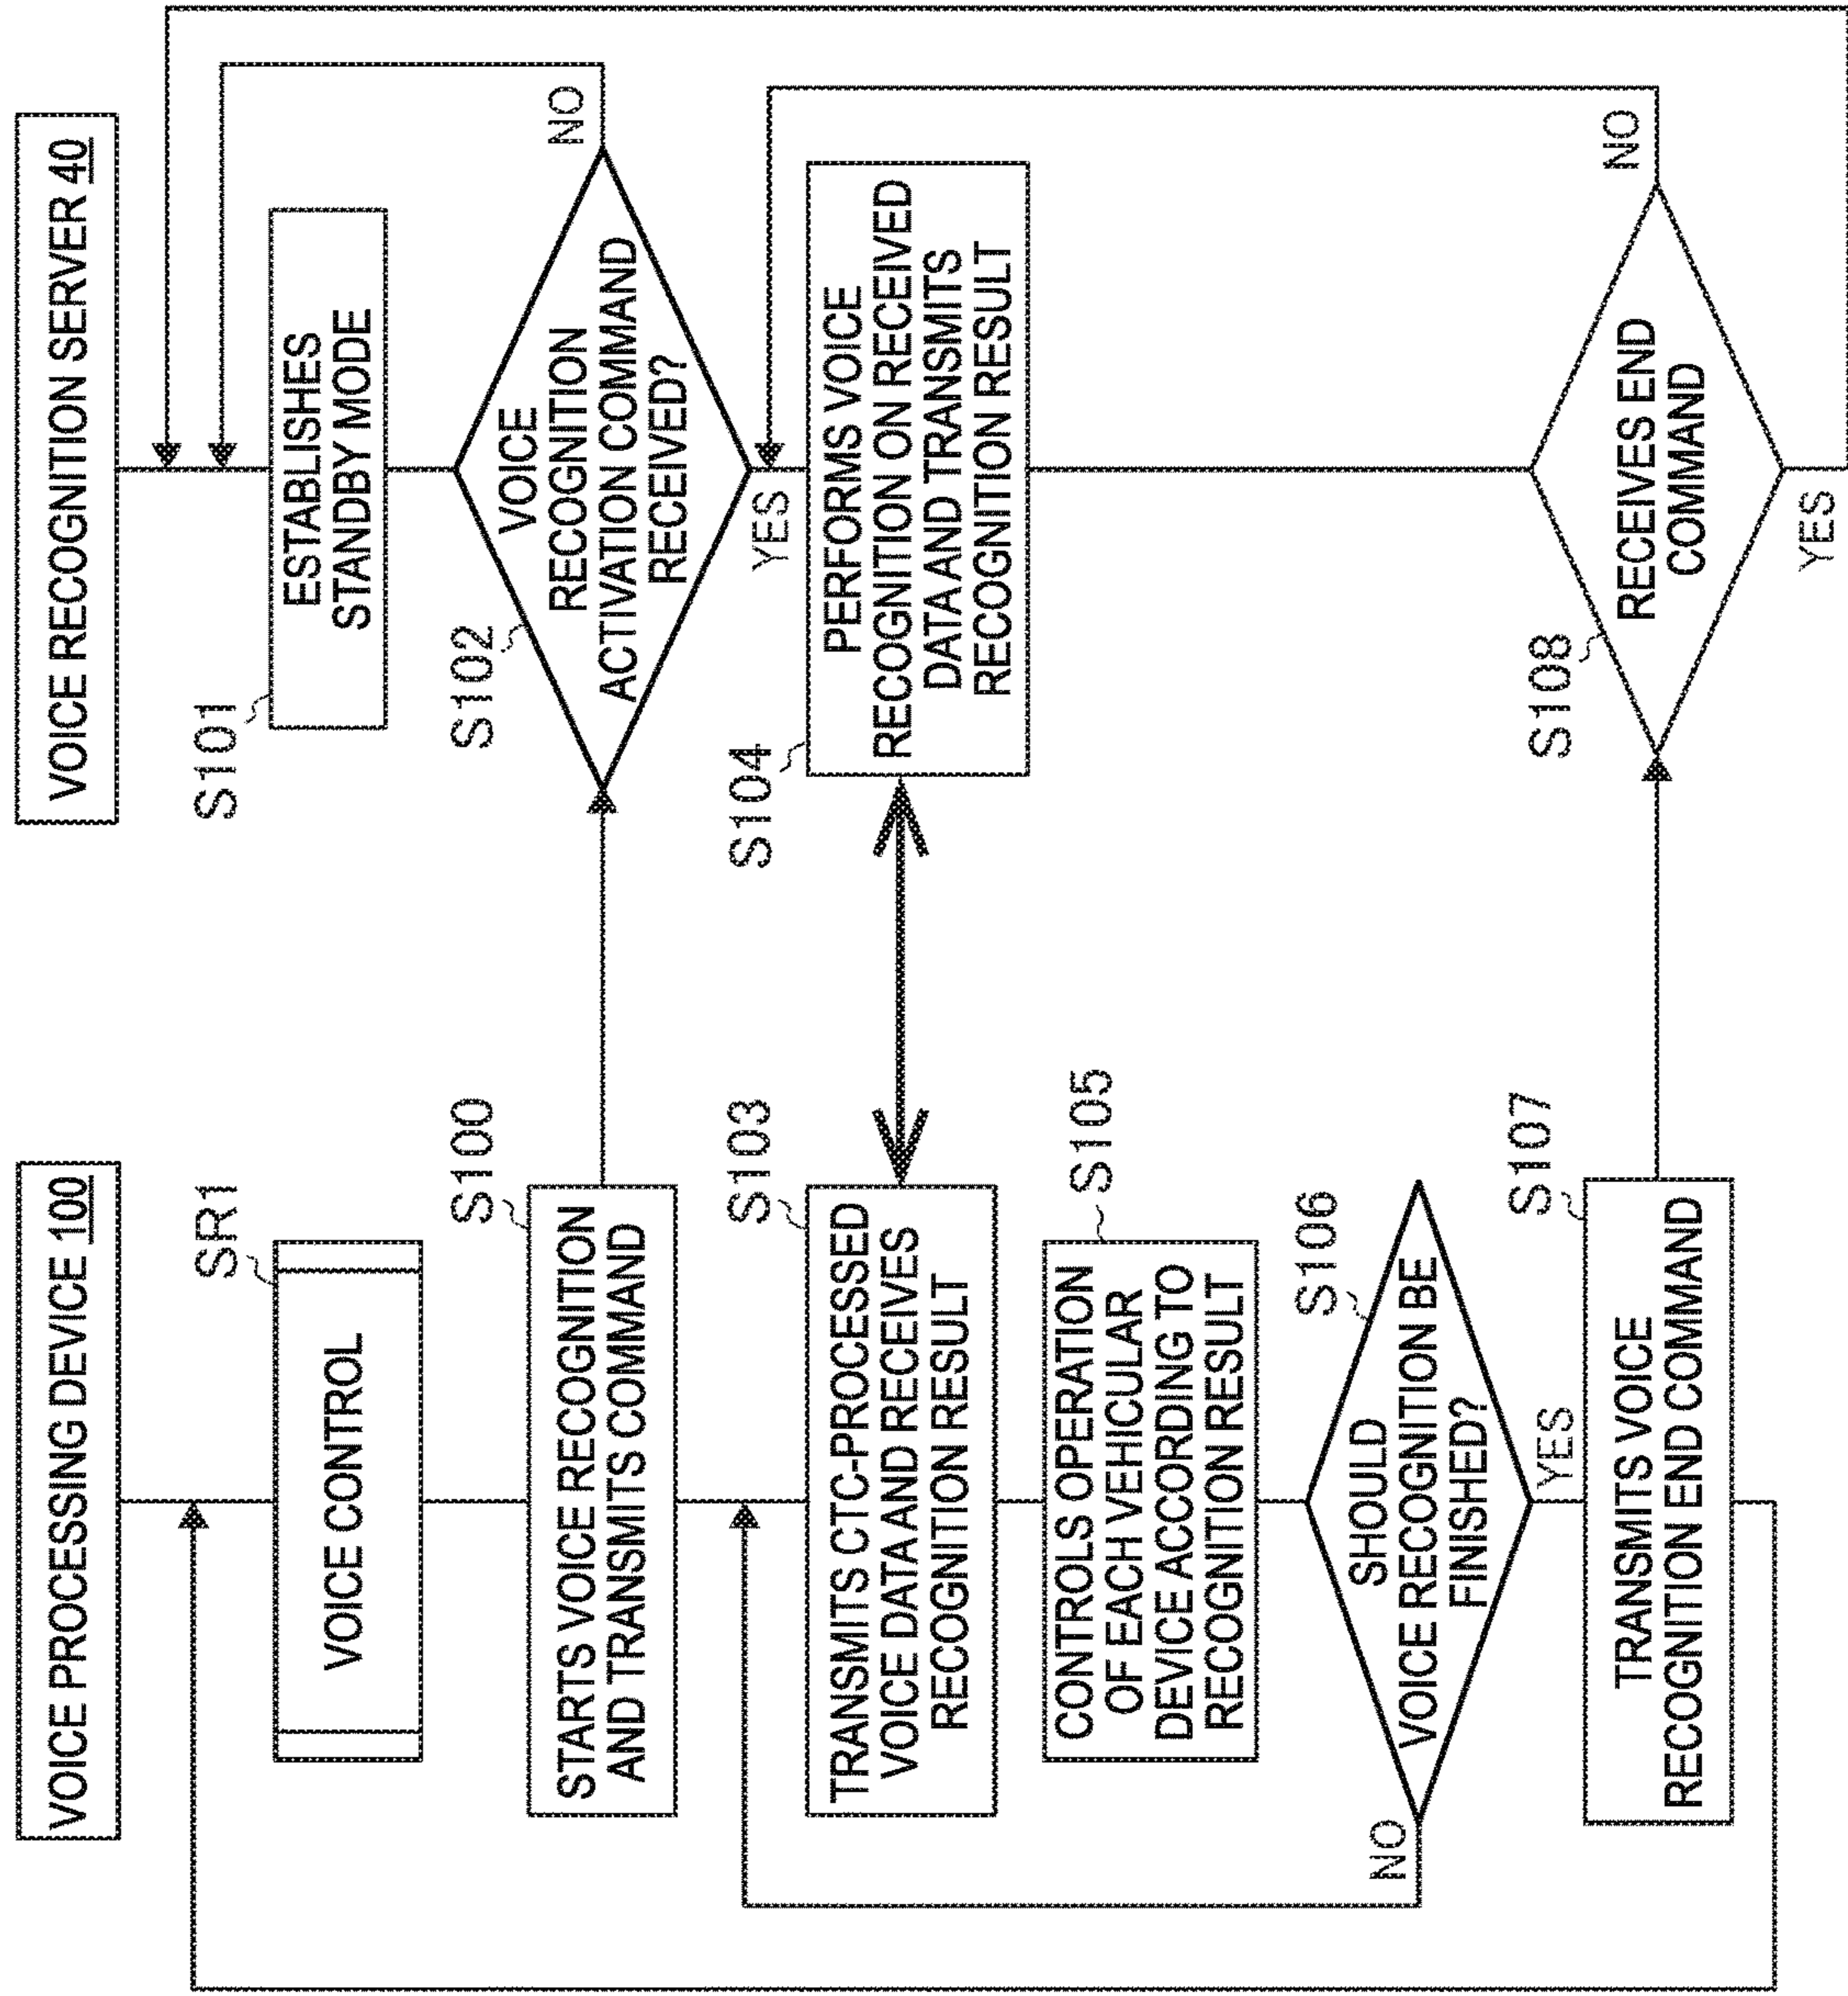 VOICE PROCESSING DEVICE 100
SR1
VOICE CONTROL
S100
STARTS VOICE RECOGNITION
AND TRANSMITS COMMAND
S103
TRANSMITS CTC-PROCESSED
VOICE DATA AND RECEIVES
RECOGNITION RESULT
S105
CONTROLS OPERATION
OF EACH VEHICULAR
DEVICE ACCORDING TO
RECOGNITION RESULT
S106
SHOULD
VOICE RECOGNITION BE
FINISHED?
NO
YES
S107
TRANSMITS VOICE
RECOGNITION END COMMAND
VOICE RECOGNITION SERVER 40
S101
ESTABLISHES
STANDBY MODE
S102
VOICE
RECOGNITION
ACTIVATION COMMAND
RECEIVED?
NO
YES
S104
PERFORMS VOICE
RECOGNITION ON RECEIVED
DATA AND TRANSMITS
RECOGNITION RESULT
S108
RECEIVES END
COMMAND
NO
YES